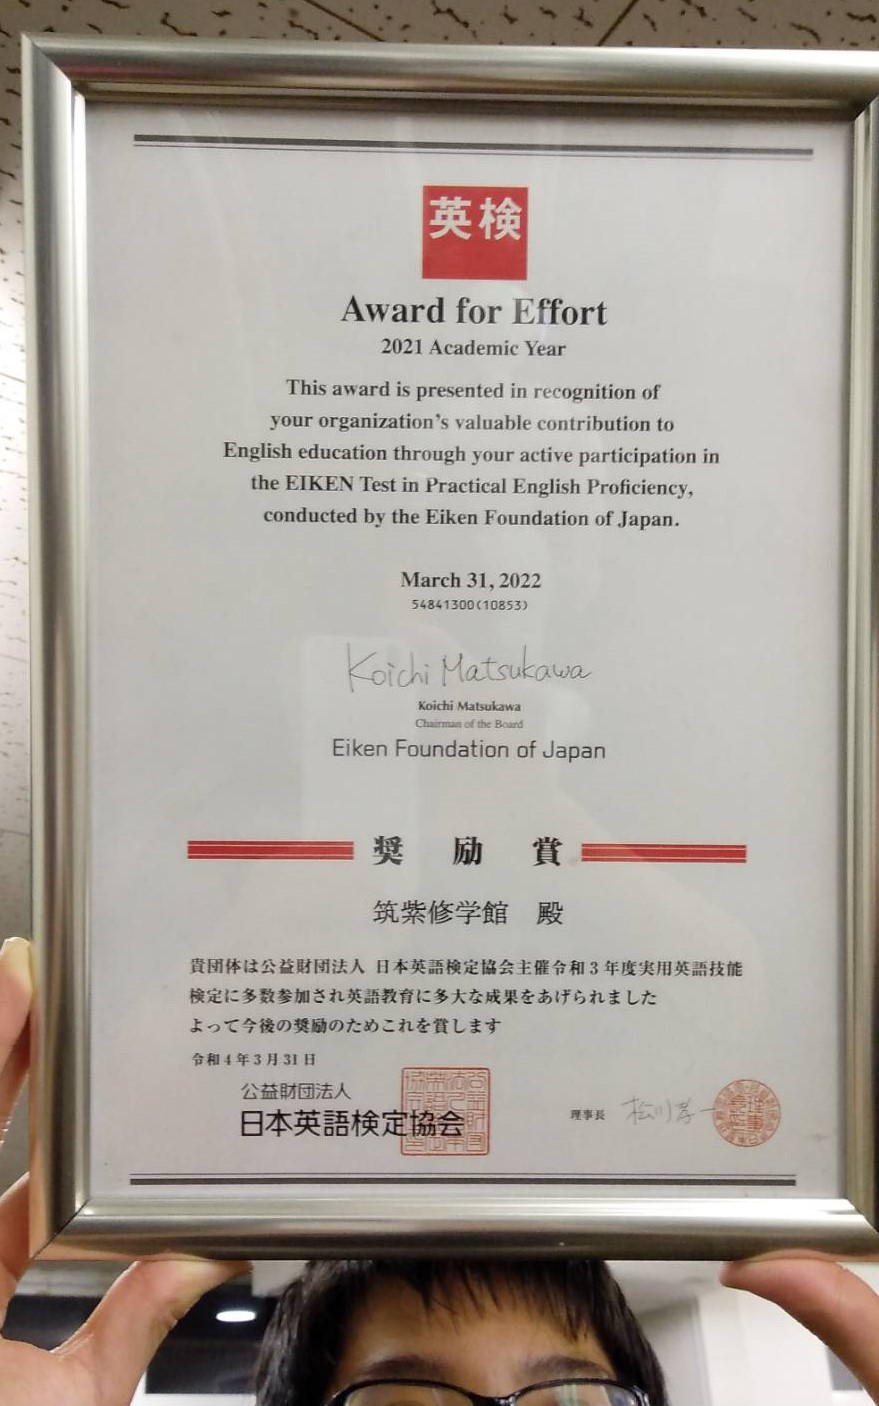 英検
Award for Effort
2021 Academic Year
This award is presented in recognition of
your organization's valuable contribution to
English education through your active participation in
the EIKEN Test in Practical English Proficiency,
conducted by the Eiken Foundation of Japan.
March 31, 2022
54841300(10853)
Koichi Matsukawa
Koichi Matsukawa
Chairman of the Board
Eiken Foundation of Japan
奨励賞
筑紫修学館 殿
貴団体は公益財団法人 日本英語検定協会主催令和3年度実用英語技能
検定に多数参加され英語教育に多大な成果をあげられました
よって今後の奨励のためこれを賞します
令和4年3月31日
公益財団法人
日本英語検定協会
理事長 松川孝一